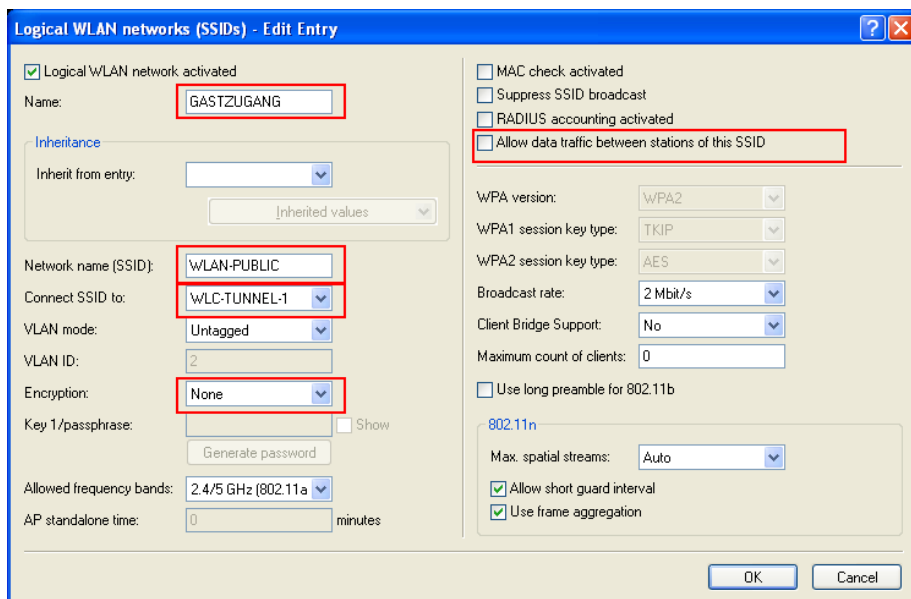 Logical WLAN networks (SSIDs) - Edit Entry
Logical WLAN network activated
Name: GASTZUGANG
Inheritance
Inherit from entry:
Inherited values
Network name (SSID): WLAN-PUBLIC
Connect SSID to: WLC-TUNNEL-1
VLAN mode: Untagged
VLAN ID: 2
Encryption: None
Key 1/passphrase: Show
Generate password
Allowed frequency bands: 2.4/5 GHz (802.11a
AP standalone time: 0 minutes
MAC check activated
Suppress SSID broadcast
RADIUS accounting activated
Allow data traffic between stations of this SSID
WPA version: WPA2
WPA1 session key type: TKIP
WPA2 session key type: AES
Broadcast rate: 2 Mbit/s
Client Bridge Support: No
Maximum count of clients: 0
Use long preamble for 802.11b
802.11n
Max. spatial streams: Auto
Allow short guard interval
Use frame aggregation
OK Cancel